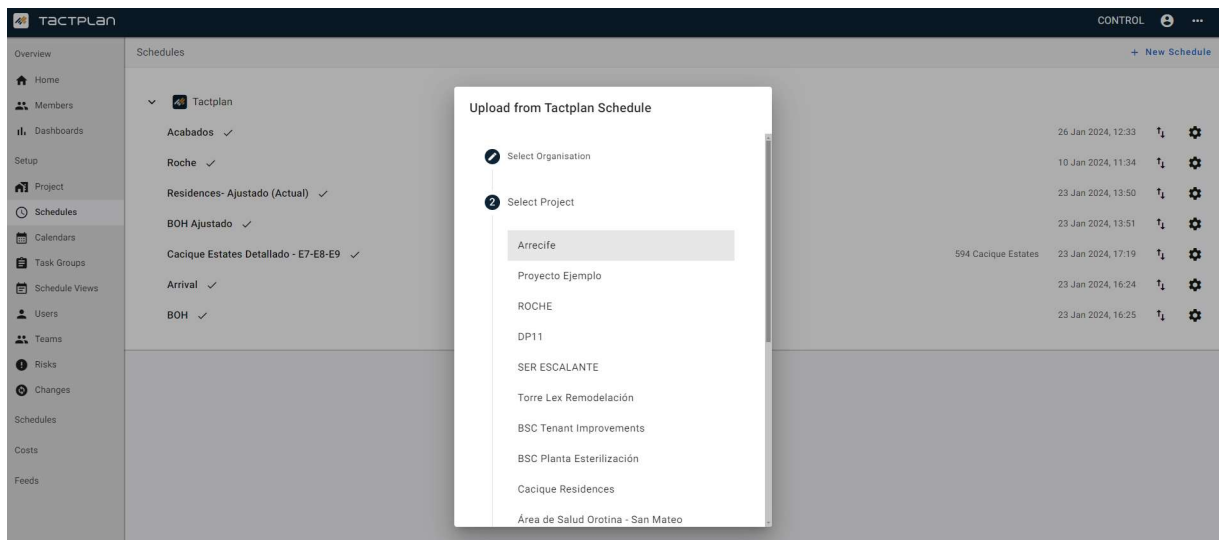 TACTPLAN
CONTROL
Overview
Home
Members
Dashboards
Setup
Project
Schedules
Calendars
Task Groups
Schedule Views
Users
Teams
Risks
Changes
Schedules
Costs
Feeds
Schedules
+ New Schedule
Tactplan
Acabados
26 Jan 2024, 12:33
Roche
10 Jan 2024, 11:34
Residences- Ajustado (Actual)
23 Jan 2024, 13:50
BOH Ajustado
23 Jan 2024, 13:51
Cacique Estates Detallado - E7-E8-E9
594 Cacique Estates 23 Jan 2024, 17:19
Arrival
23 Jan 2024, 16:24
BOH
23 Jan 2024, 16:25
Upload from Tactplan Schedule
Select Organisation
2 Select Project
Arrecife
Proyecto Ejemplo
ROCHE
DP11
SER ESCALANTE
Torre Lex Remodelación
BSC Tenant Improvements
BSC Planta Esterilización
Cacique Residences
Área de Salud Orotina - San Mateo